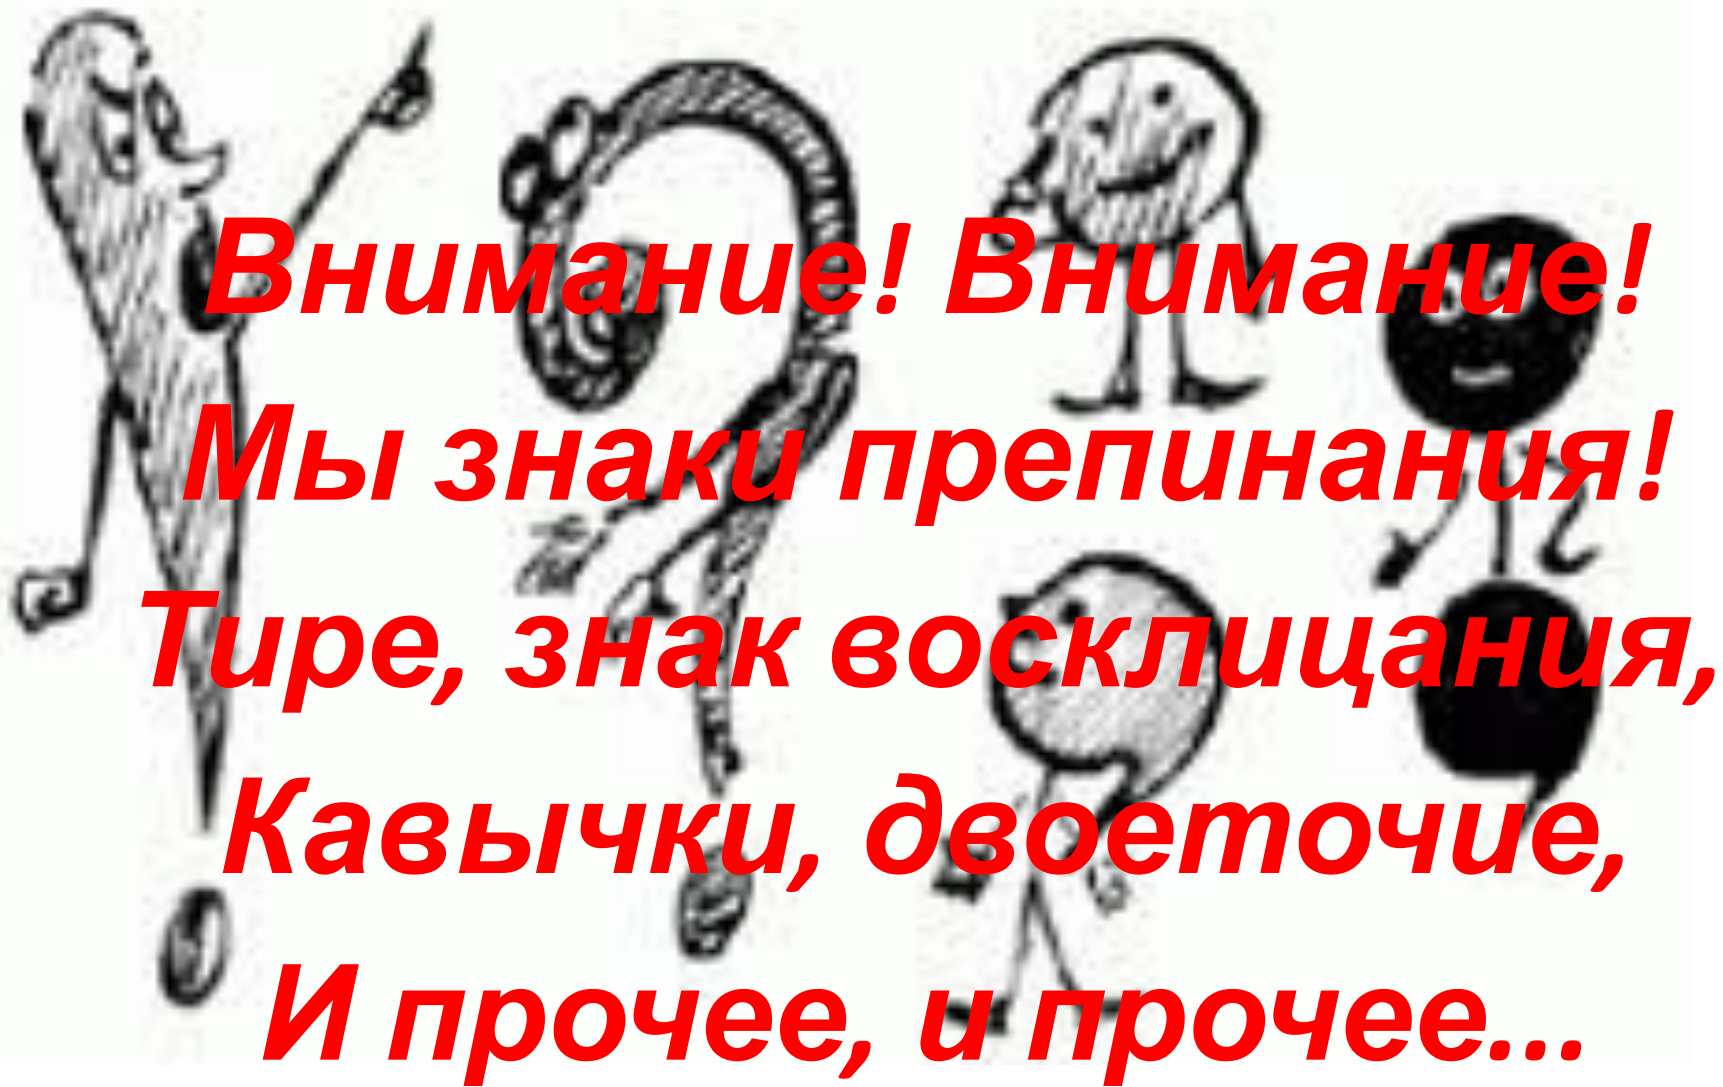 Внимание! Внимание!
Мы знаки препинания!
Тире, знак восклицания,
Кавычки, двоеточие,
И прочее, и прочее...